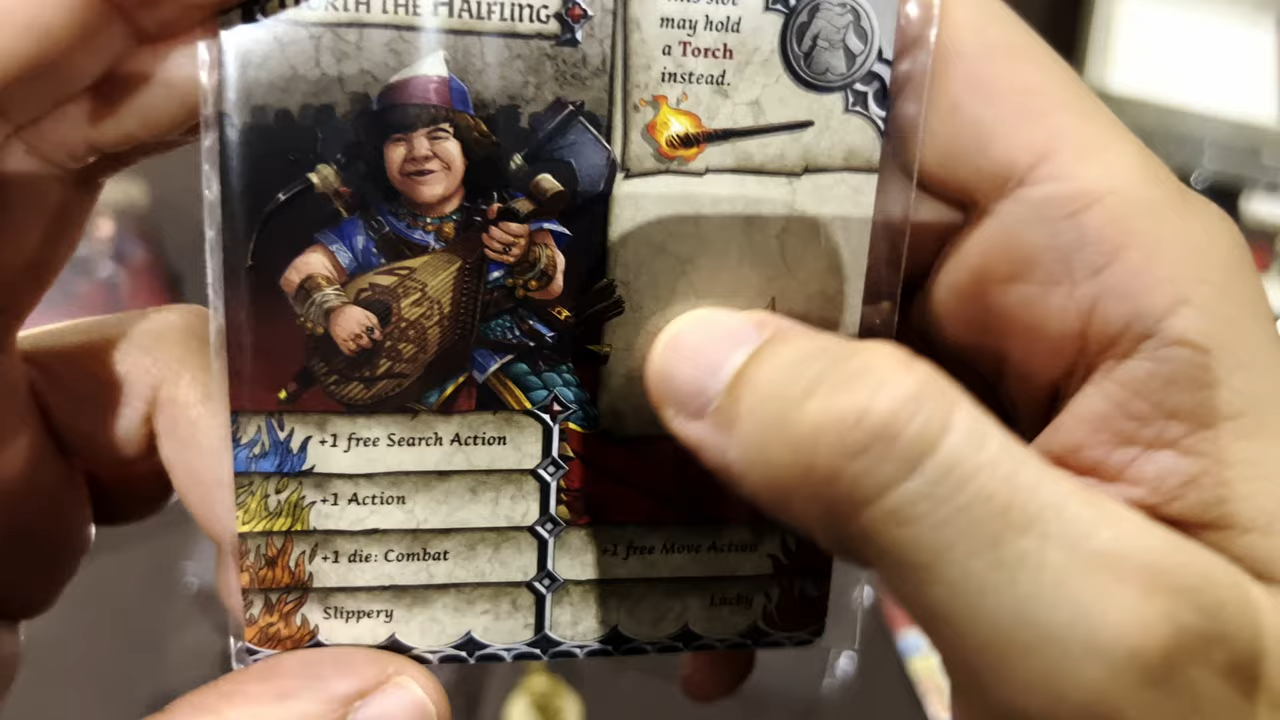 THE HALFLING
may hold
a Torch
instead.
+1 free Search Action
+1 Action
+1 die: Combat
+1 free Move Action
Slippery
Lucky